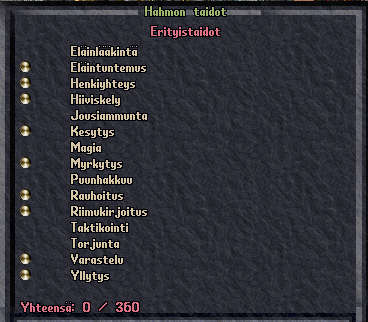 Hahmon taidot
Erityistaidot
Eläinlääkintä
Eläintuntemus
Henkiyhteys
Hiiviskely
Jousiammunta
Kesytys
Magia
Myrkytys
Puunhakkuu
Rauhoitus
Riimukirjoitus
Taktikointi
Torjunta
Varastelu
Yllytys
Yhteensä: 0 / 360